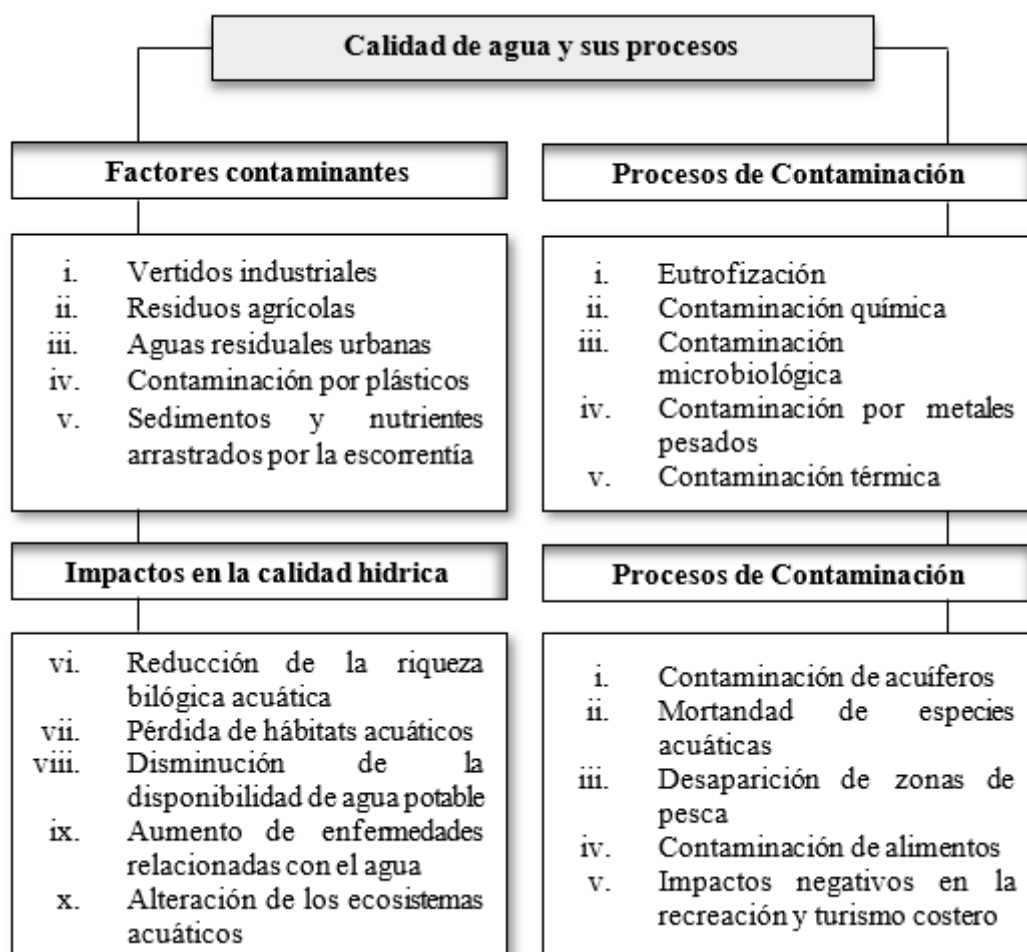 Calidad de agua y sus procesos
Factores contaminantes
i. Vertidos industriales
ii. Residuos agrícolas
iii. Aguas residuales urbanas
iv. Contaminación por plásticos
v. Sedimentos y nutrientes
arrastrados por la escorrentía
Procesos de Contaminación
i. Eutrofización
ii. Contaminación química
iii. Contaminación
microbiológica
iv. Contaminación por metales
pesados
v. Contaminación térmica
Impactos en la calidad hidrica
vi. Reducción de la riqueza
bilógica acuática
vii. Pérdida de hábitats acuáticos
viii. Disminución de la
disponibilidad de agua potable
ix. Aumento de enfermedades
relacionadas con el agua
x. Alteración de los ecosistemas
acuáticos
Procesos de Contaminación
i. Contaminación de acuíferos
ii. Mortandad de especies
acuáticas
iii. Desaparición de zonas de
pesca
iv. Contaminación de alimentos
v. Impactos negativos en la
recreación y turismo costero